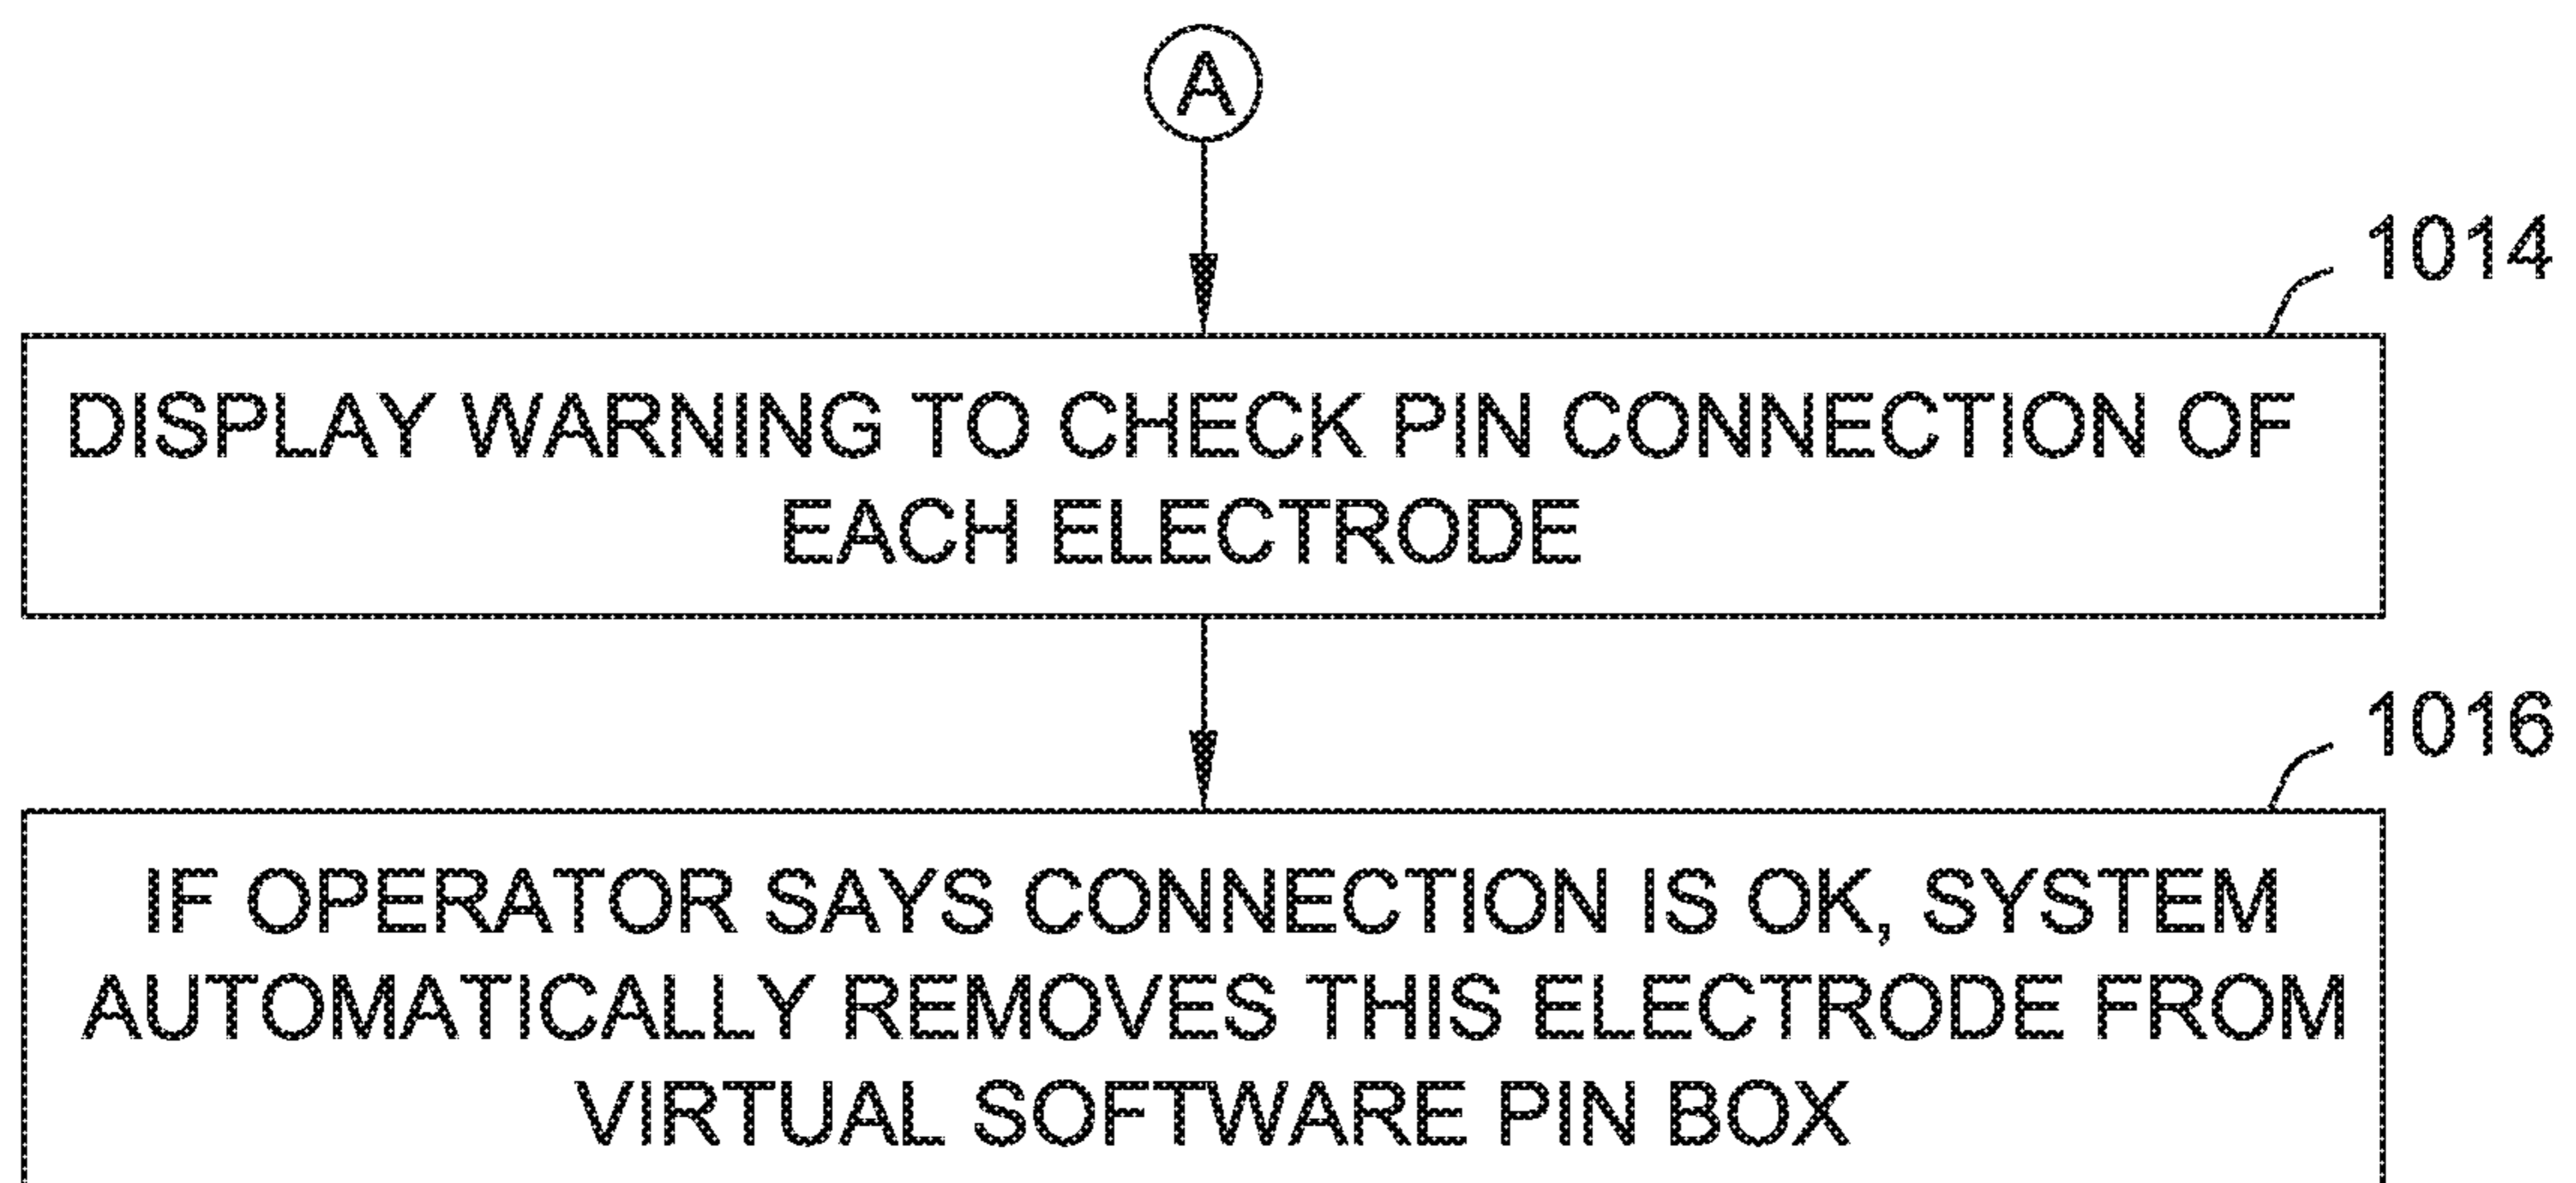 A
1014
DISPLAY WARNING TO CHECK PIN CONNECTION OF
EACH ELECTRODE
1016
IF OPERATOR SAYS CONNECTION IS OK, SYSTEM
AUTOMATICALLY REMOVES THIS ELECTRODE FROM
VIRTUAL SOFTWARE PIN BOX